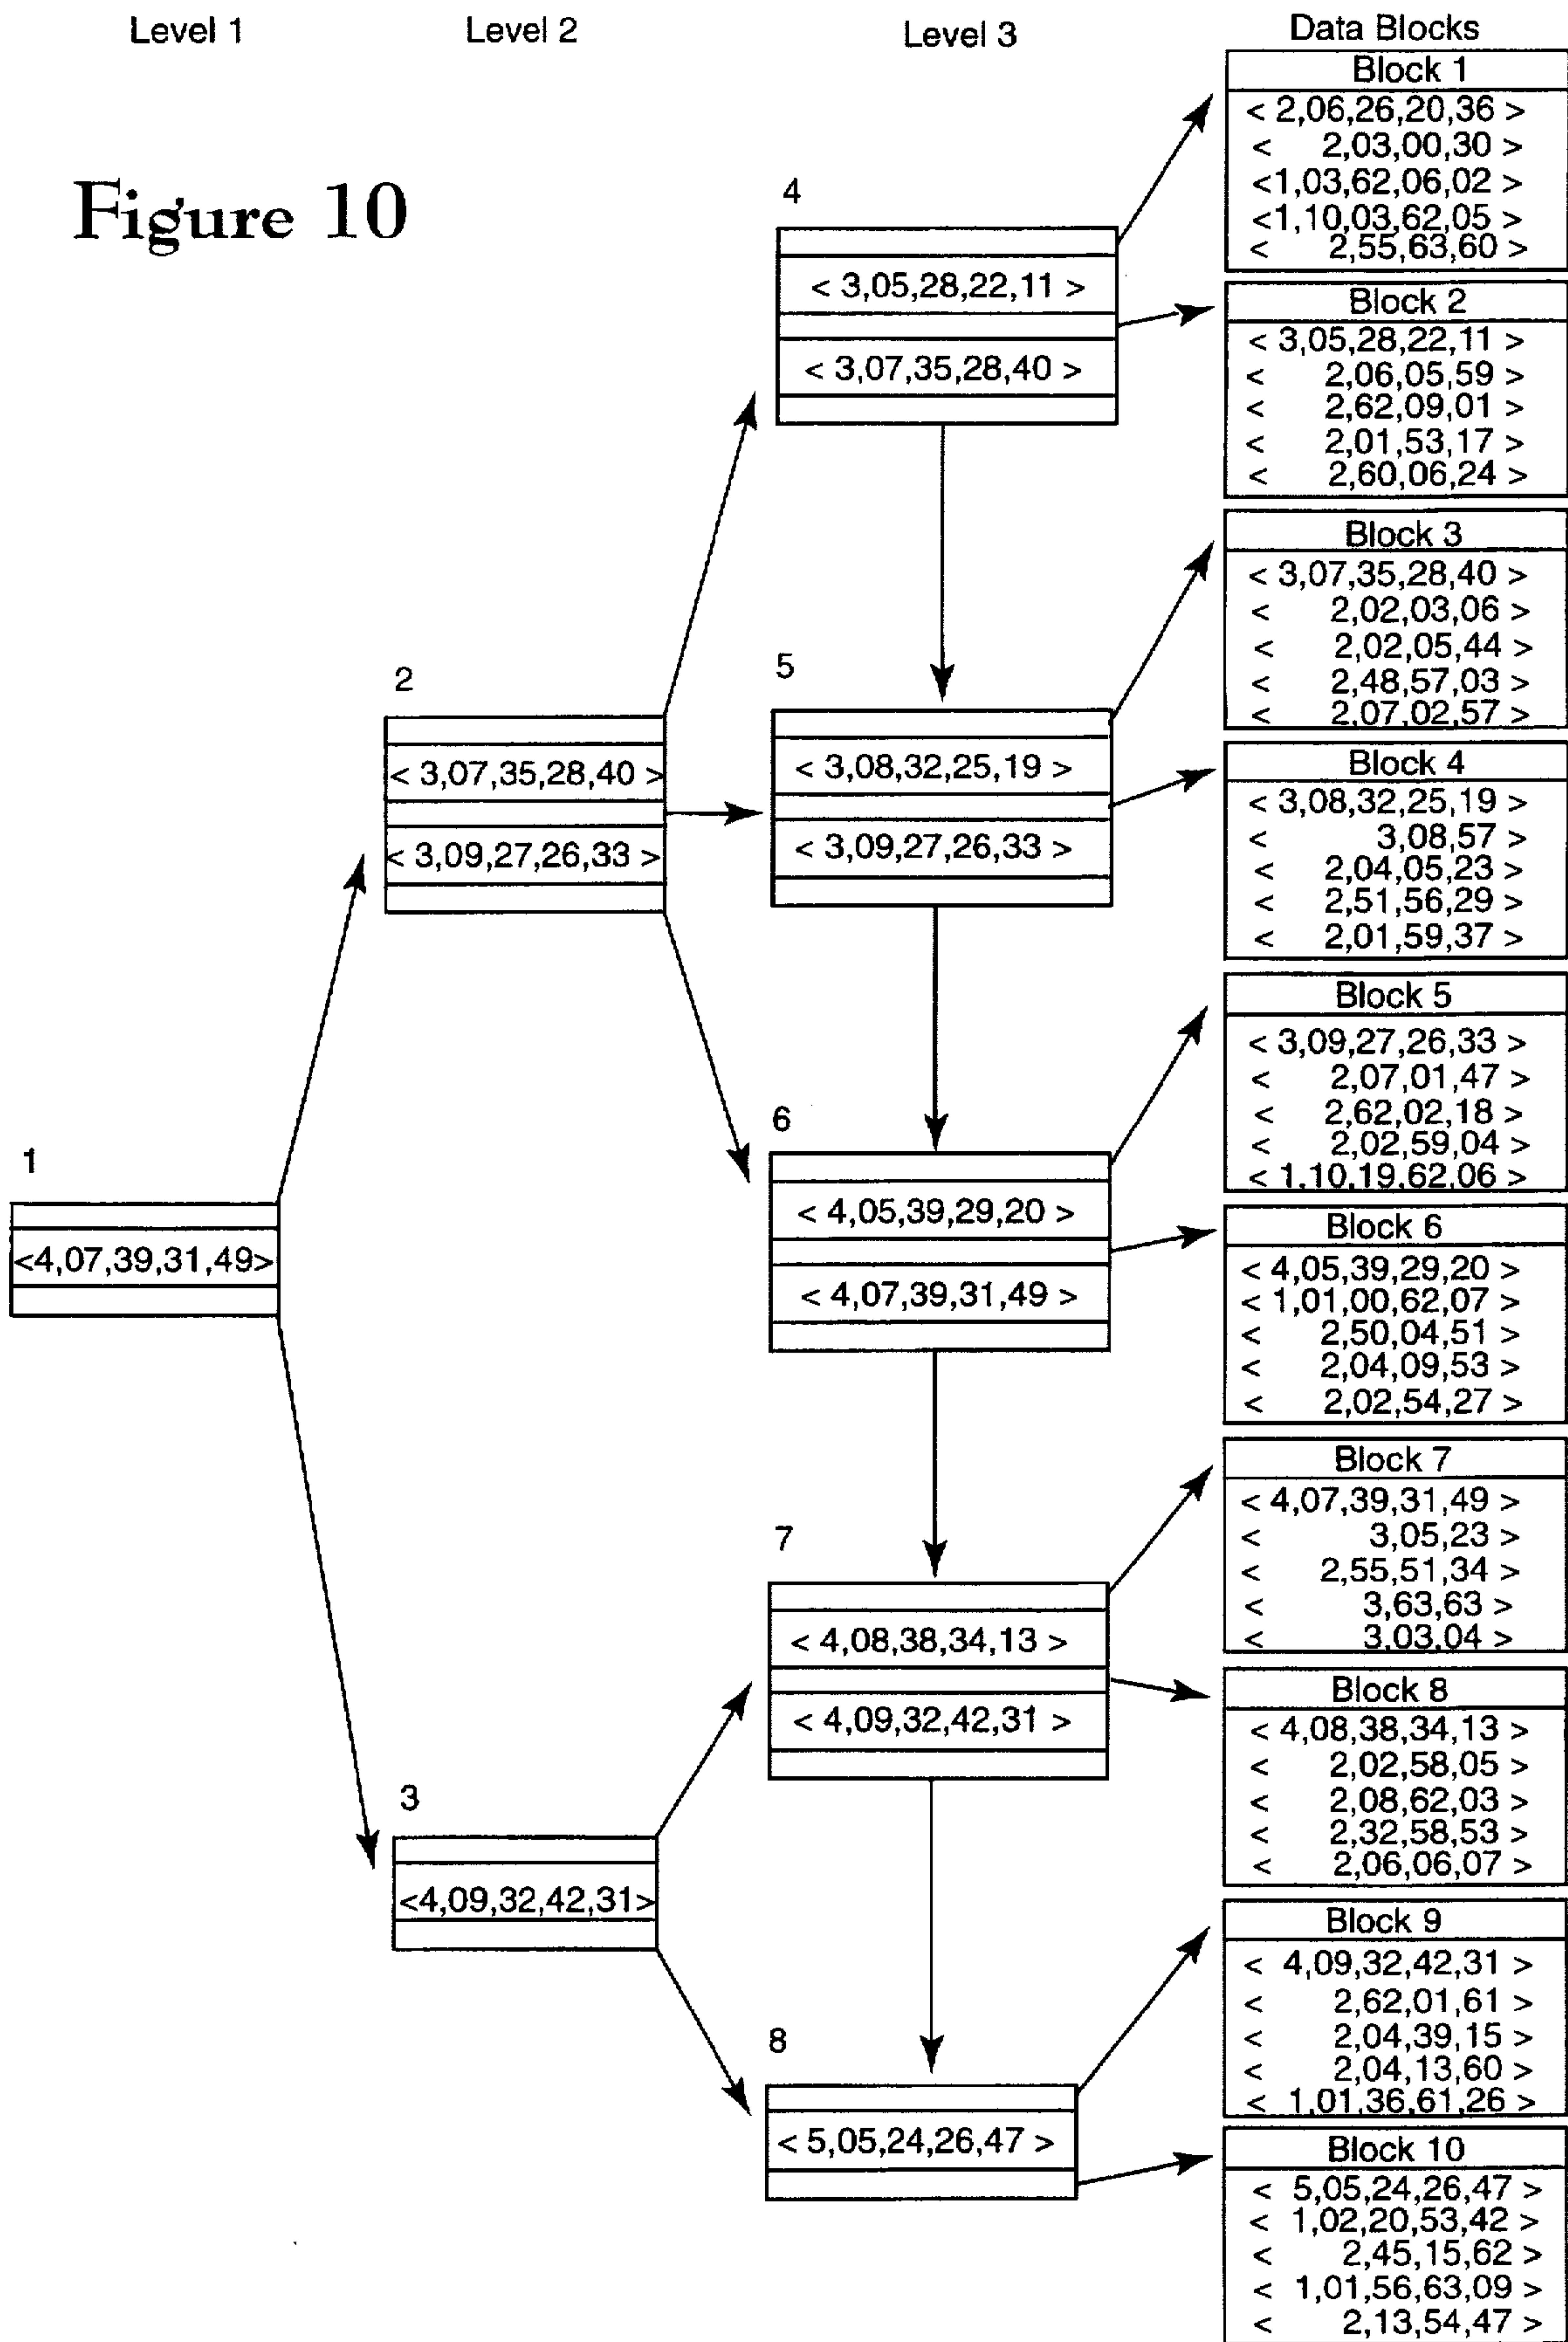 Level 1 Level 2 Level 3 Data Blocks
Figure 10
1
<4,07,39,31,49>
2
< 3,07,35,28,40 >
< 3,09,27,26,33 >
3
<4,09,32,42,31>
4
< 3,05,28,22,11 >
< 3,07,35,28,40 >
5
< 3,08,32,25,19 >
< 3,09,27,26,33 >
6
< 4,05,39,29,20 >
< 4,07,39,31,49 >
7
< 4,08,38,34,13 >
< 4,09,32,42,31 >
8
< 5,05,24,26,47 >
Block 1
< 2,06,26,20,36 >
< 2,03,00,30 >
<1,03,62,06,02 >
<1,10,03,62,05 >
< 2,55,63,60 >
Block 2
< 3,05,28,22,11 >
< 2,06,05,59 >
< 2,62,09,01 >
< 2,01,53,17 >
< 2,60,06,24 >
Block 3
< 3,07,35,28,40 >
< 2,02,03,06 >
< 2,02,05,44 >
< 2,48,57,03 >
< 2,07,02,57 >
Block 4
< 3,08,32,25,19 >
< 3,08,57 >
< 2,04,05,23 >
< 2,51,56,29 >
< 2,01,59,37 >
Block 5
< 3,09,27,26,33 >
< 2,07,01,47 >
< 2,62,02,18 >
< 2,02,59,04 >
< 1,10,19,62,06 >
Block 6
< 4,05,39,29,20 >
< 1,01,00,62,07 >
< 2,50,04,51 >
< 2,04,09,53 >
< 2,02,54,27 >
Block 7
< 4,07,39,31,49 >
< 3,05,23 >
< 2,55,51,34 >
< 3,63,63 >
< 3,03,04 >
Block 8
< 4,08,38,34,13 >
< 2,02,58,05 >
< 2,08,62,03 >
< 2,32,58,53 >
< 2,06,06,07 >
Block 9
< 4,09,32,42,31 >
< 2,62,01,61 >
< 2,04,39,15 >
< 2,04,13,60 >
< 1,01,36,61,26 >
Block 10
< 5,05,24,26,47 >
< 1,02,20,53,42 >
< 2,45,15,62 >
< 1,01,56,63,09 >
< 2,13,54,47 >